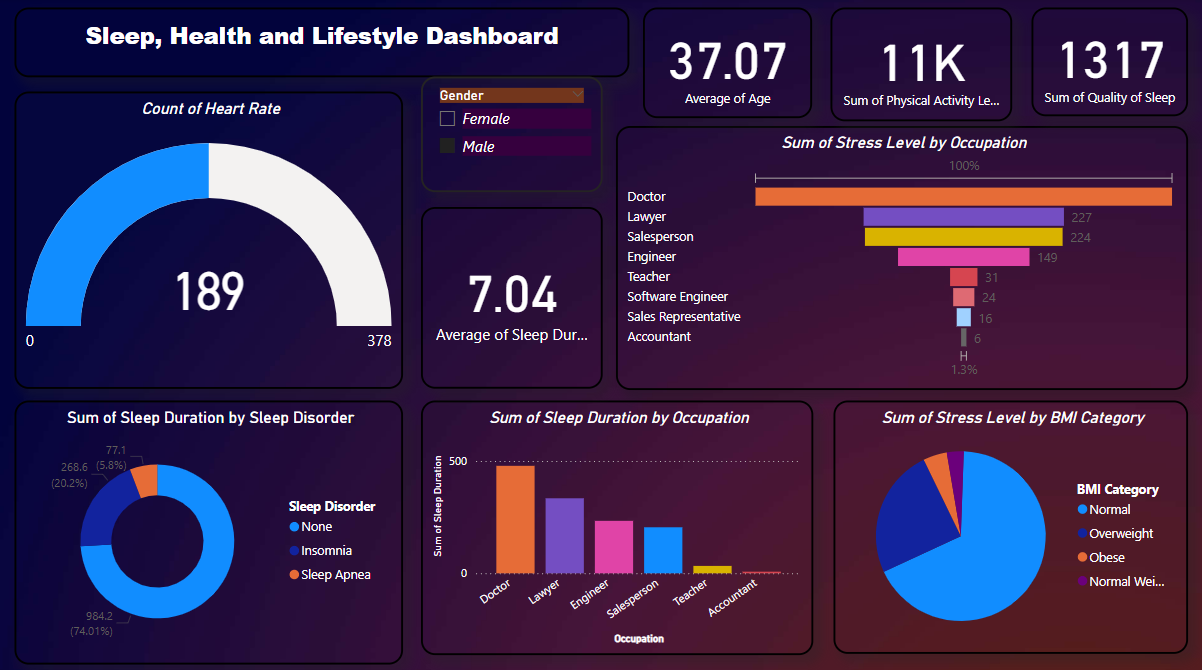 Sleep, Health and Lifestyle Dashboard
37.07
Average of Age
11K
Sum of Physical Activity Le...
1317
Sum of Quality of Sleep
Count of Heart Rate
189
0
378
Gender
Female
Male
7.04
Average of Sleep Dur...
Sum of Stress Level by Occupation
100%
Doctor
Lawyer
227
Salesperson
224
Engineer
149
Teacher
31
Software Engineer
24
Sales Representative
16
Accountant
6
1.3%
Sum of Sleep Duration by Sleep Disorder
77.1
(5.8%)
268.6
(20.2%)
984.2
(74.01%)
Sleep Disorder
None
Insomnia
Sleep Apnea
Sum of Sleep Duration by Occupation
Sum of Sleep Duration
500
0
Doctor
Lawyer
Engineer
Salesperson
Teacher
Accountant
Occupation
Sum of Stress Level by BMI Category
BMI Category
Normal
Overweight
Obese
Normal Wei...